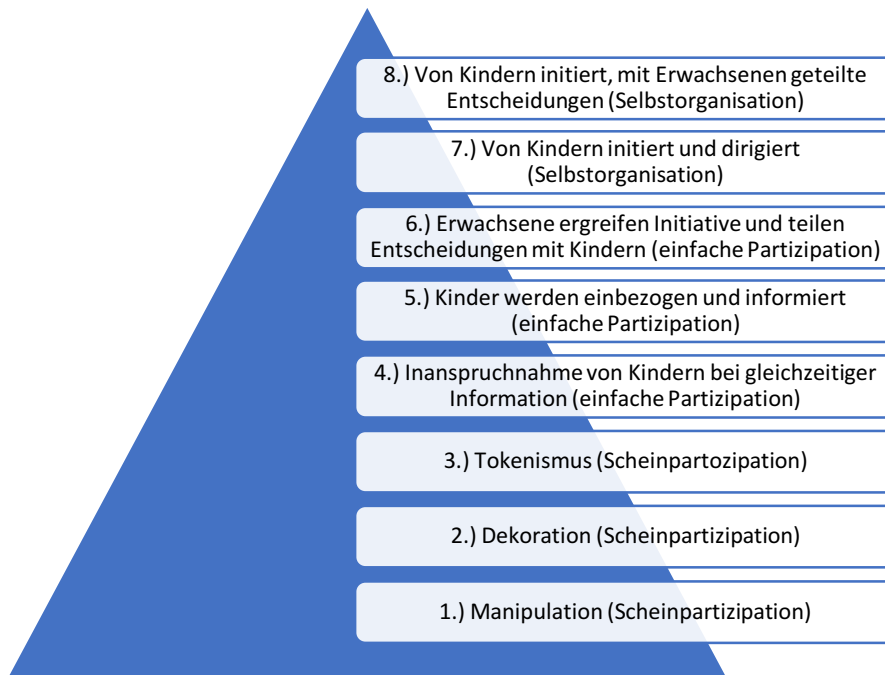 8.) Von Kindern initiiert, mit Erwachsenen geteilte
Entscheidungen (Selbstorganisation)
7.) Von Kindern initiiert und dirigiert
(Selbstorganisation)
6.) Erwachsene ergreifen Initiative und teilen
Entscheidungen mit Kindern (einfache Partizipation)
5.) Kinder werden einbezogen und informiert
(einfache Partizipation)
4.) Inanspruchnahme von Kindern bei gleichzeitiger
Information (einfache Partizipation)
3.) Tokenismus (Scheinpartozipation)
2.) Dekoration (Scheinpartizipation)
1.) Manipulation (Scheinpartizipation)